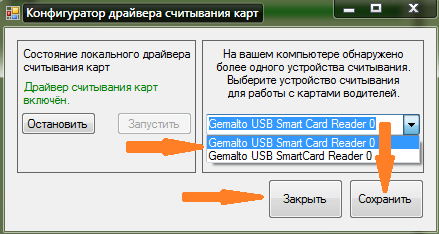 Конфигуратор драйвера считывания карт
Состояние локального драйвера
считывания карт
Драйвер считывания карт
включён.
Остановить
Запустить
На вашем компьютере обнаружено
более одного устройства считывания.
Выберите устройство считывания
для работы с картами водителей.
Gemalto USB Smart Card Reader 0
Gemalto USB Smart Card Reader 0
Gemalto USB SmartCard Reader 0
Закрыть
Сохранить